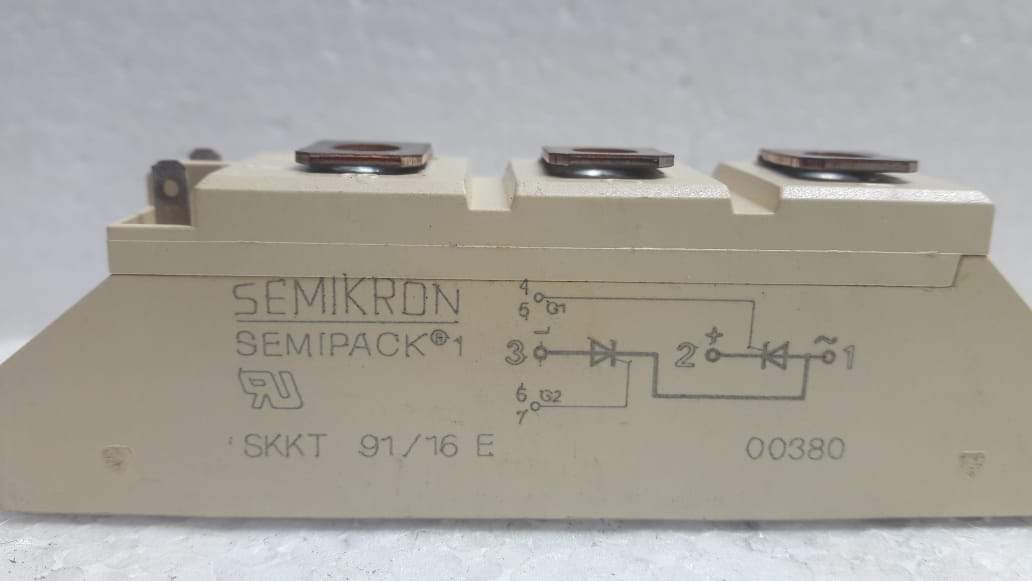 SEMIKRON
SEMIPACK® 1
SKKT 91/16 E
4
5 G1
3 -
2 +
~ 1
6 G2
7
00380